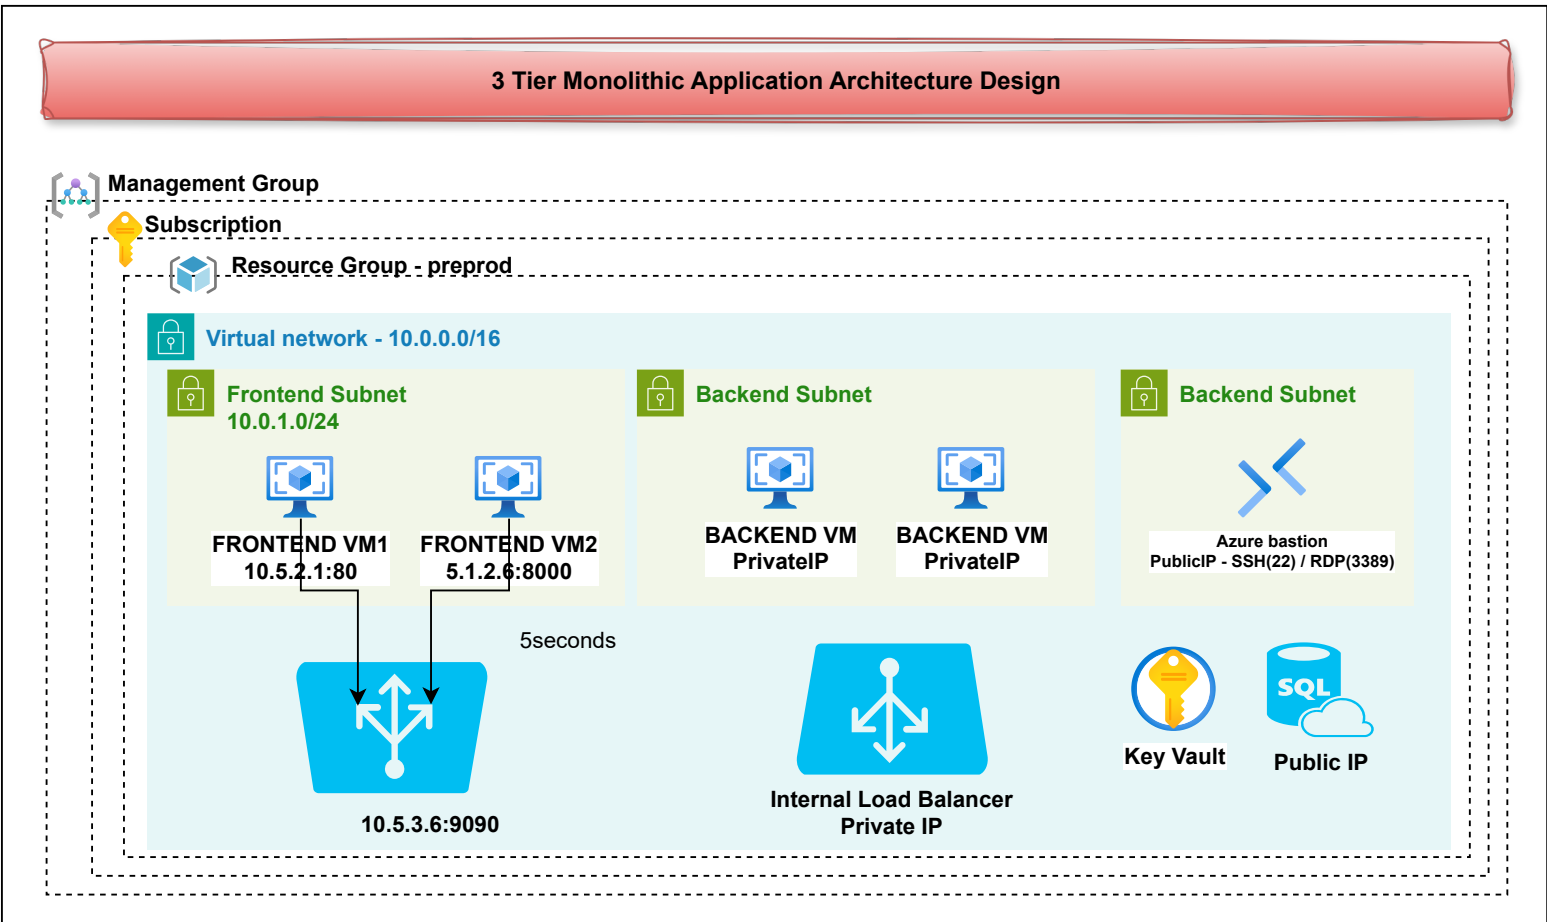 3 Tier Monolithic Application Architecture Design
Management Group
Subscription
Resource Group - preprod
Virtual network - 10.0.0.0/16
Frontend Subnet
10.0.1.0/24
FRONTEND VM1
10.5.2.1:80
FRONTEND VM2
5.1.2.6:8000
Backend Subnet
BACKEND VM
PrivateIP
BACKEND VM
PrivateIP
Backend Subnet
Azure bastion
PublicIP - SSH(22) / RDP(3389)
5seconds
10.5.3.6:9090
Internal Load Balancer
Private IP
Key Vault
SQL
Public IP